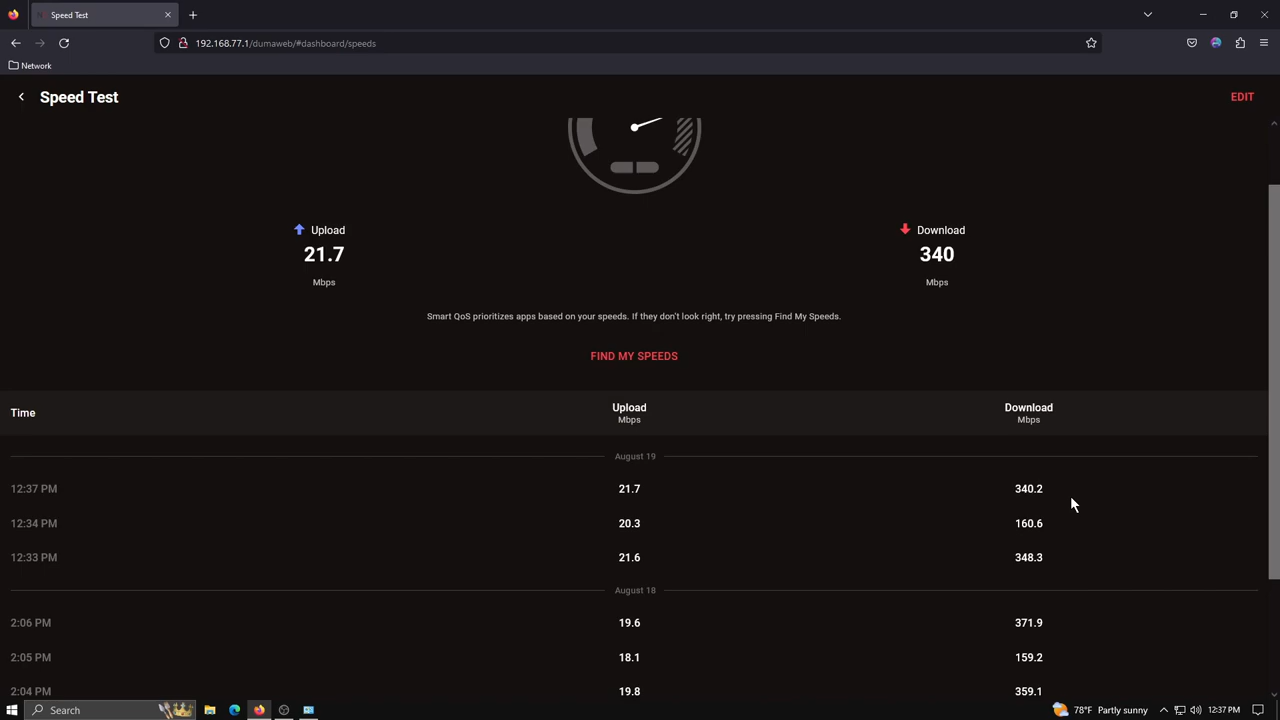 Speed Test
192.168.77.1/dumaweb/#dashboard/speeds
Network
Speed Test
EDIT
Upload
21.7
Mbps
Download
340
Mbps
Smart QoS prioritizes apps based on your speeds. If they don't look right, try pressing Find My Speeds.
FIND MY SPEEDS
Time
Upload
Mbps
Download
Mbps
August 19
12:37 PM 21.7 340.2
12:34 PM 20.3 160.6
12:33 PM 21.6 348.3
August 18
2:06 PM 19.6 371.9
2:05 PM 18.1 159.2
2:04 PM 19.8 359.1
Search
78°F Partly sunny
12:37 PM